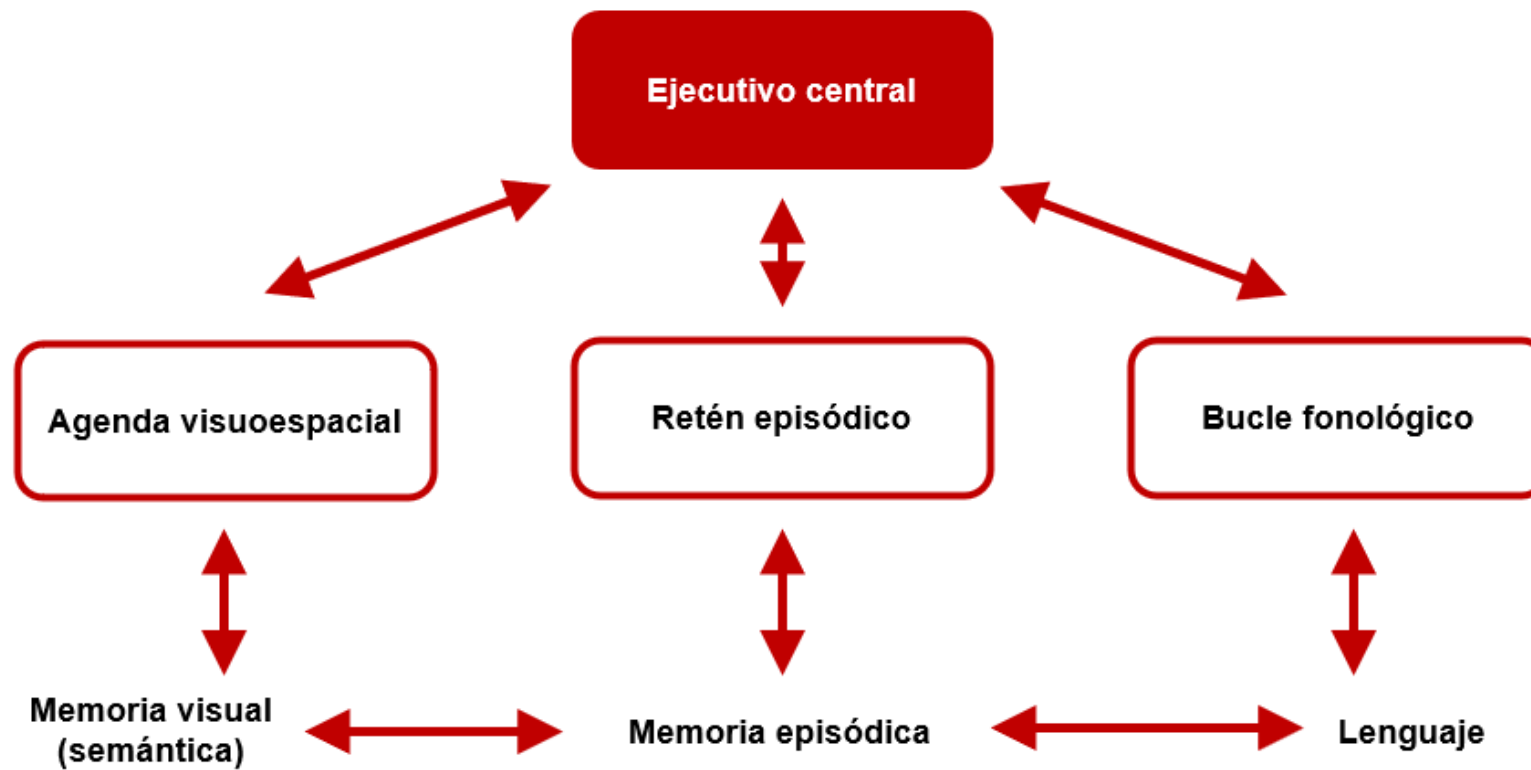 Ejecutivo central
Agenda visuoespacial
Retén episódico
Bucle fonológico
Memoria visual
(semántica)
Memoria episódica
Lenguaje